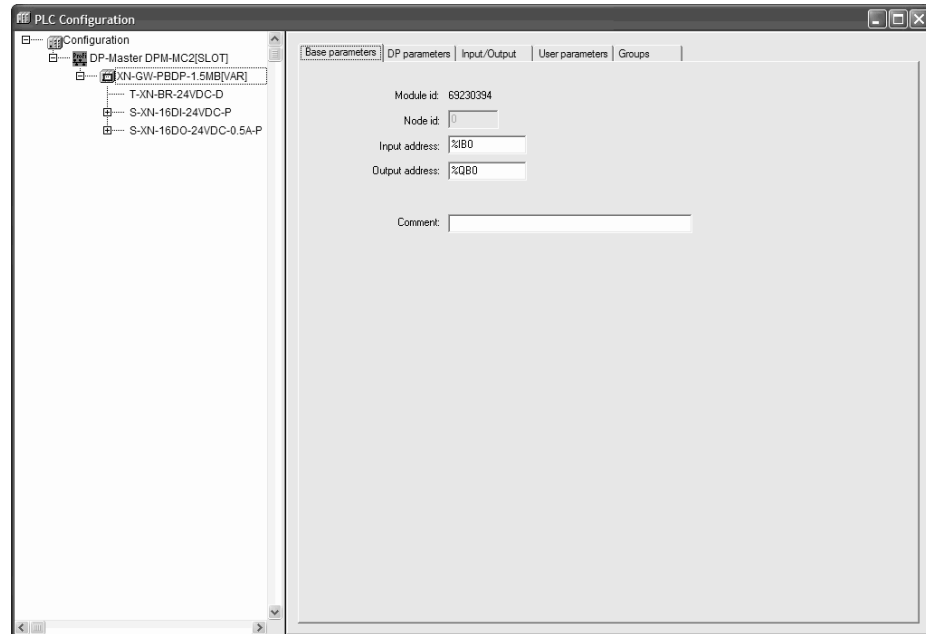 PLC Configuration
Configuration
DP-Master DPM-MC2[SLOT]
XN-GW-PBDP-1.5MB[VAR]
T-XN-BR-24VDC-D
S-XN-16DI-24VDC-P
S-XN-16DO-24VDC-0.5A-P
Base parameters DP parameters Input/Output User parameters Groups
Module id: 69230394
Node id: 0
Input address: %IB0
Output address: %QB0
Comment: